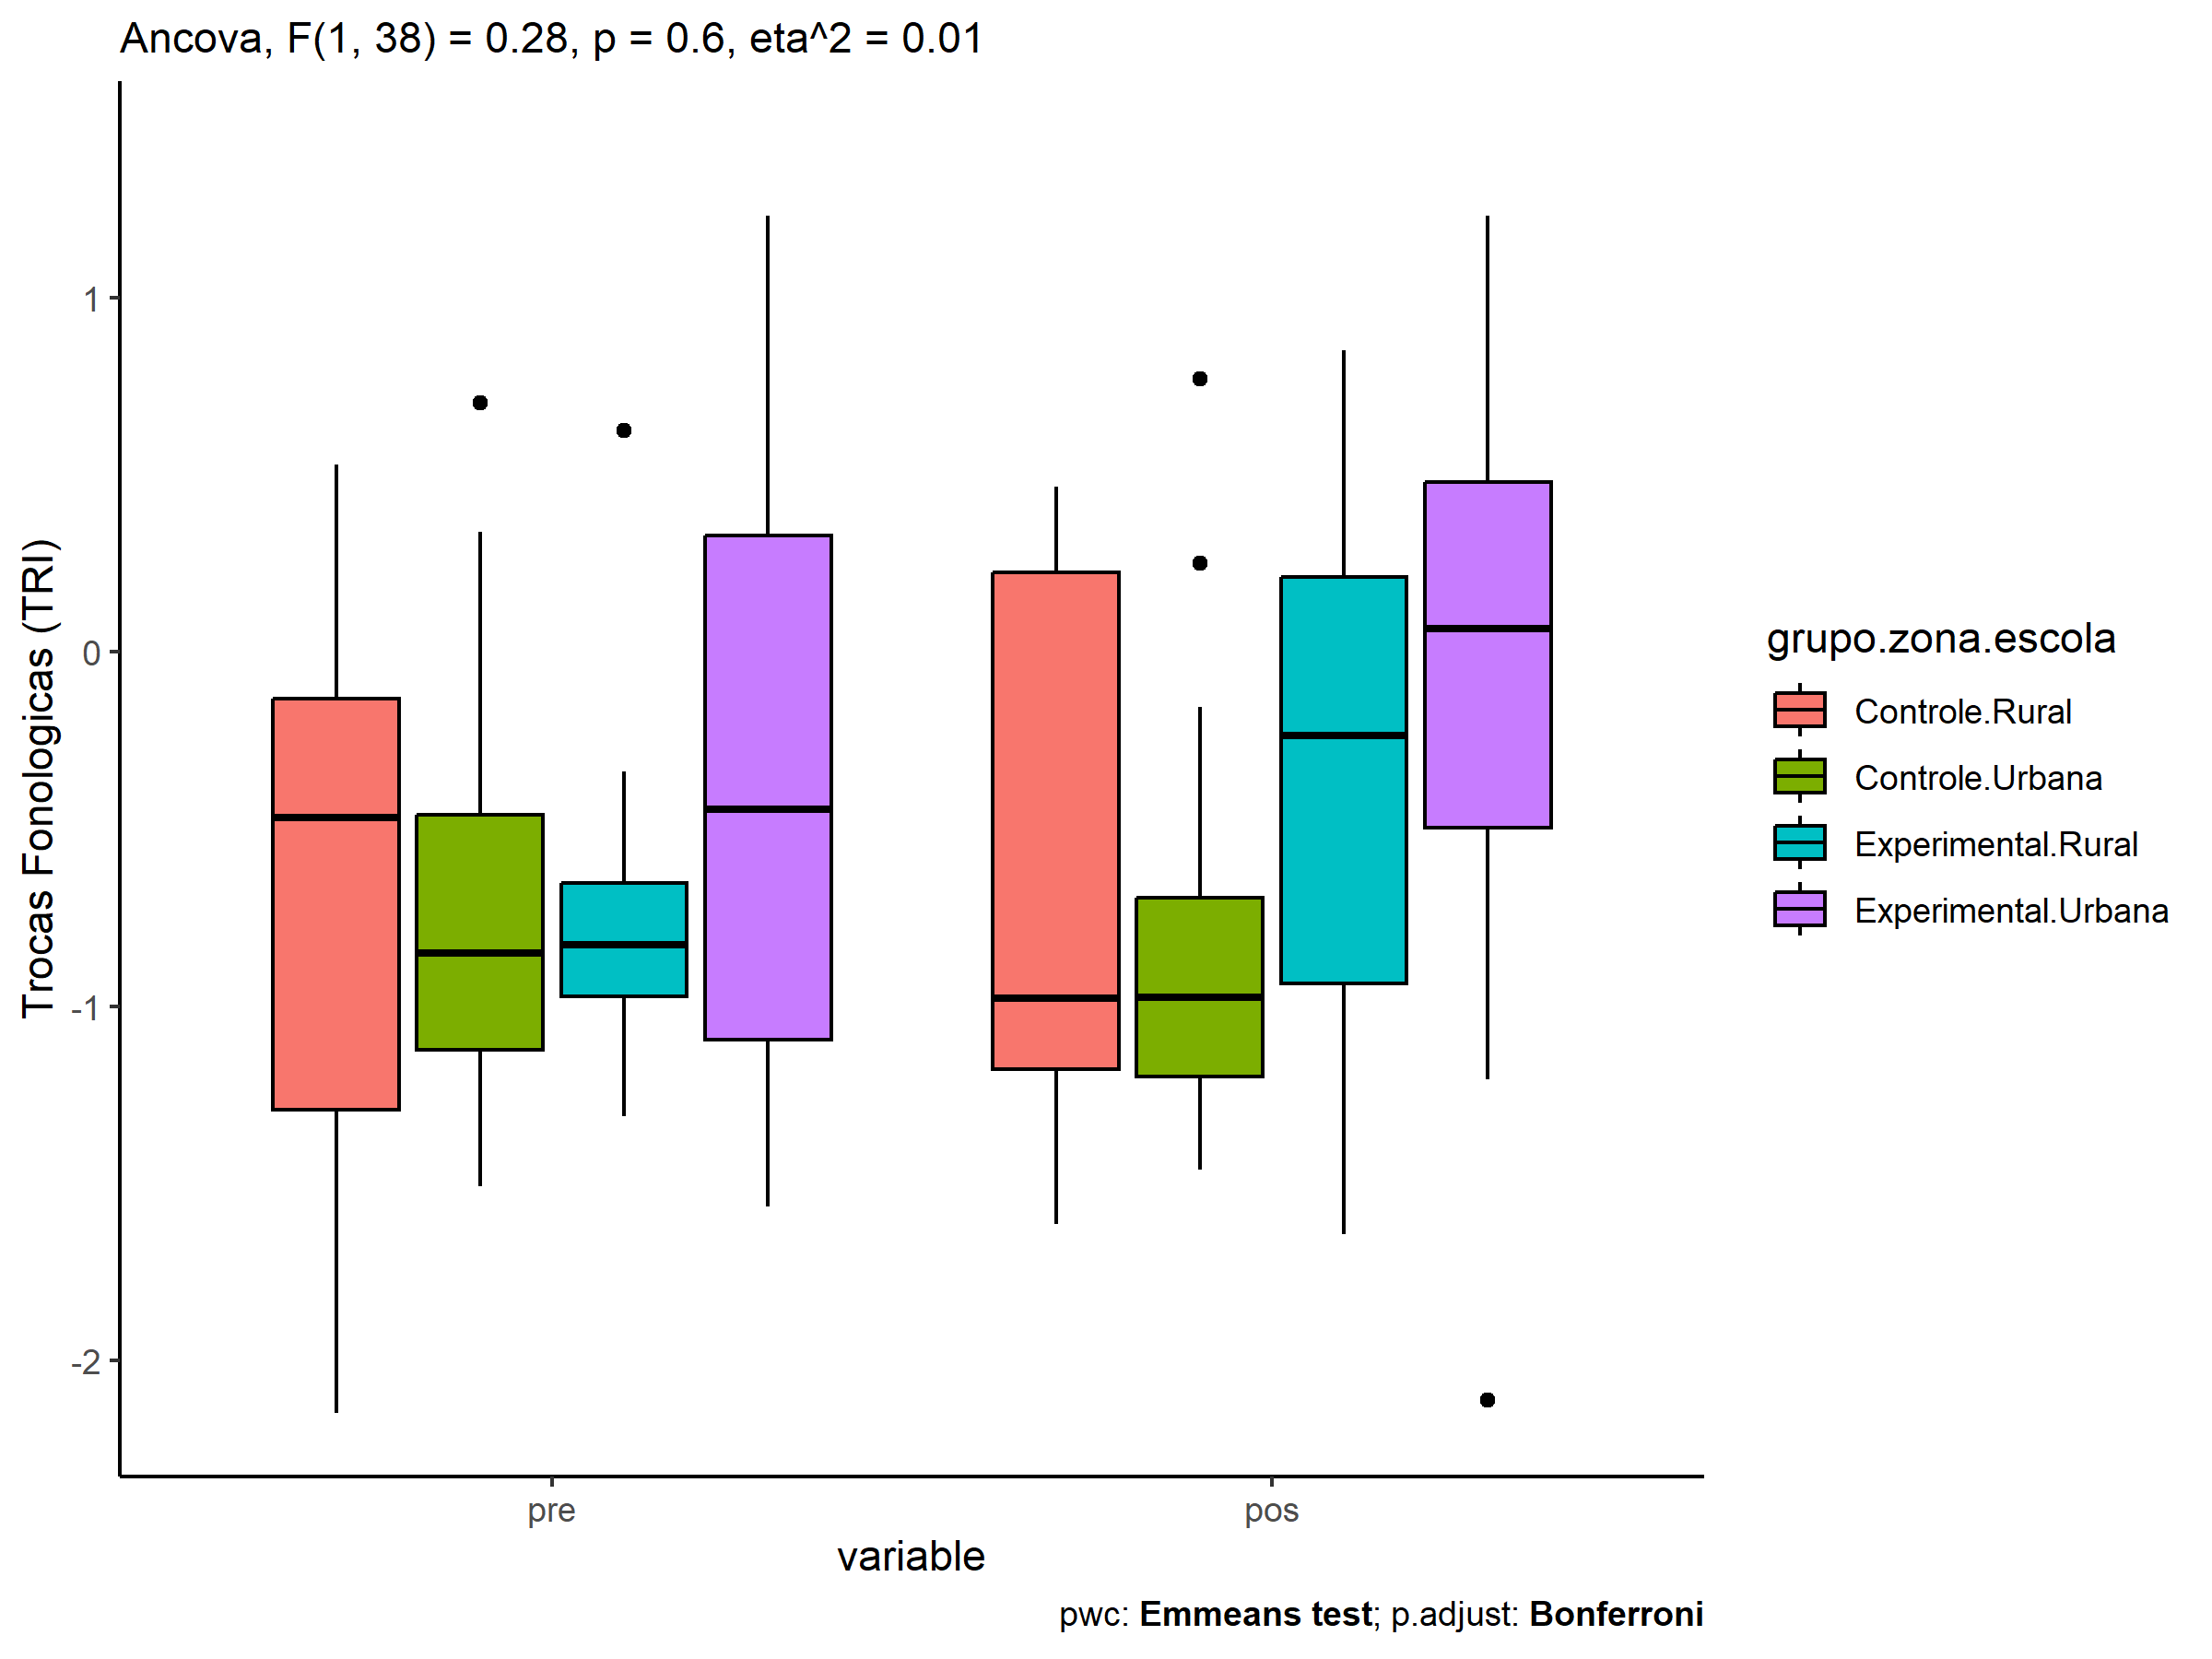 Ancova, F(1, 38) = 0.28, p = 0.6, eta^2 = 0.01
Trocas Fonologicas (TRI)
1
0
-1
-2
pre
pos
variable
grupo.zona.escola
Controle.Rural
Controle.Urbana
Experimental.Rural
Experimental.Urbana
pwc: Emmeans test; p.adjust: Bonferroni